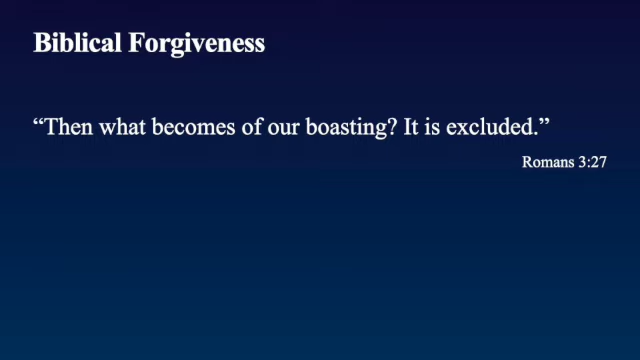 Biblical Forgiveness
“Then what becomes of our boasting? It is excluded.”
Romans 3:27